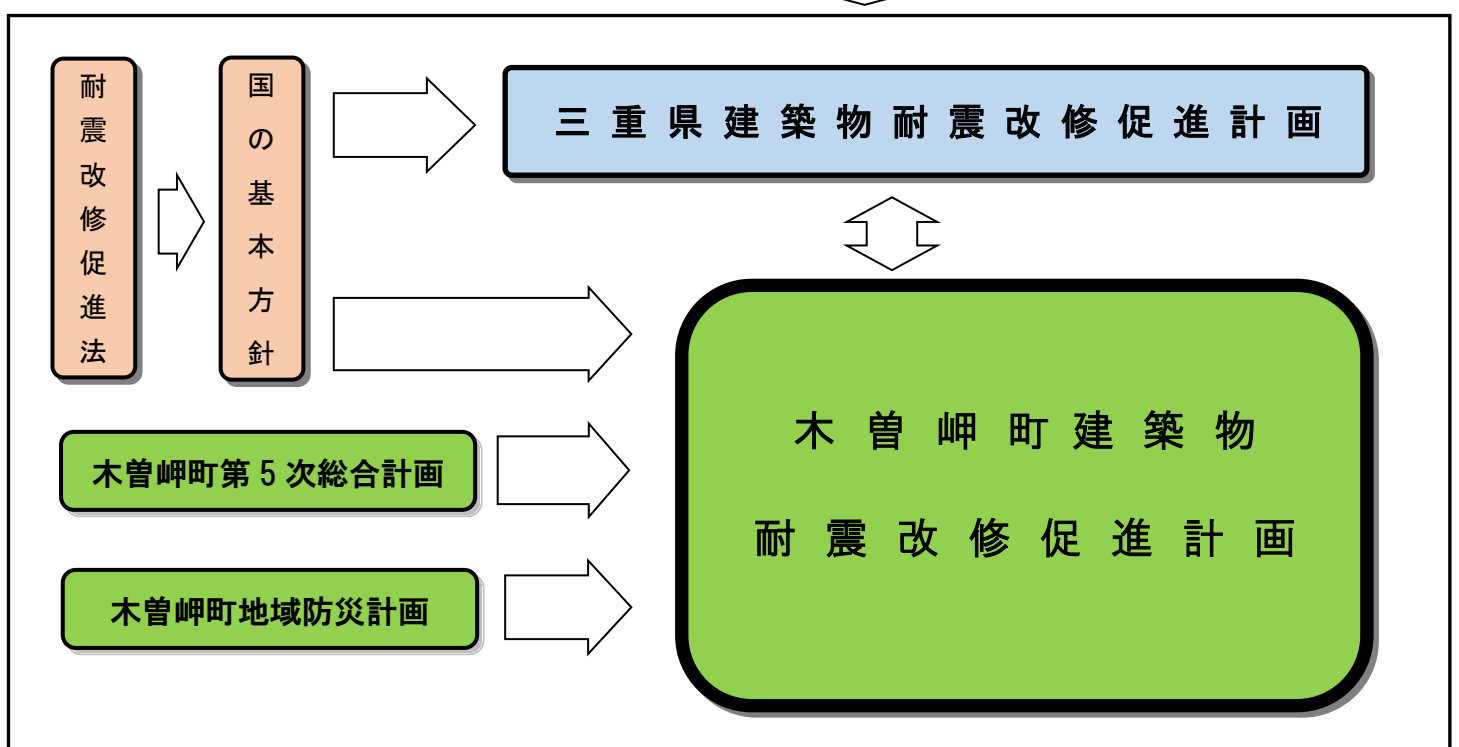 耐震改修促進法
国の基本方針
三重県建築物耐震改修促進計画
木曽岬町建築物
耐震改修促進計画
木曽岬町第5次総合計画
木曽岬町地域防災計画